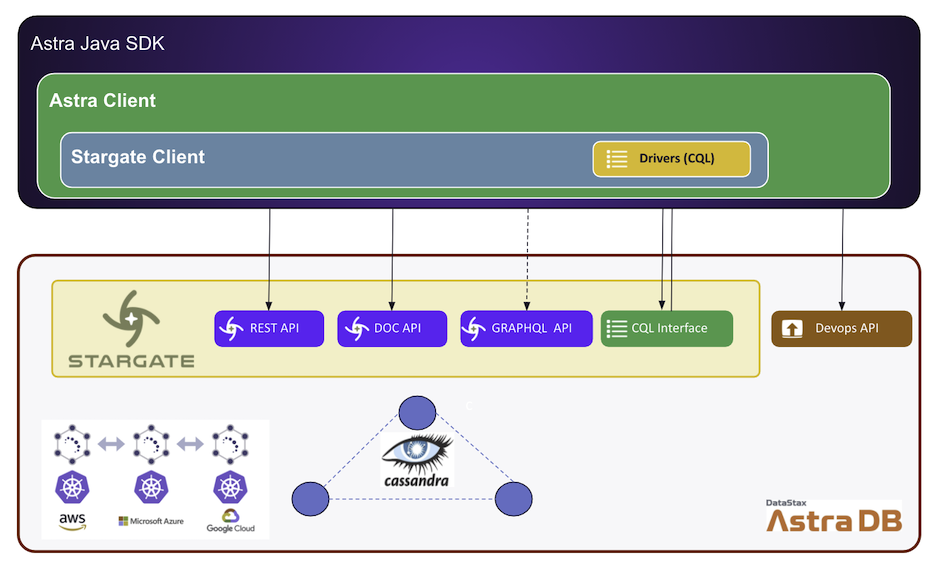 Astra Java SDK
Astra Client
Stargate Client
Drivers (CQL)
REST API
DOC API
GRAPHQL API
CQL Interface
Devops API
STARGATE
C
cassandra
aws
Microsoft Azure
Google Cloud
DataStax
Astra DB